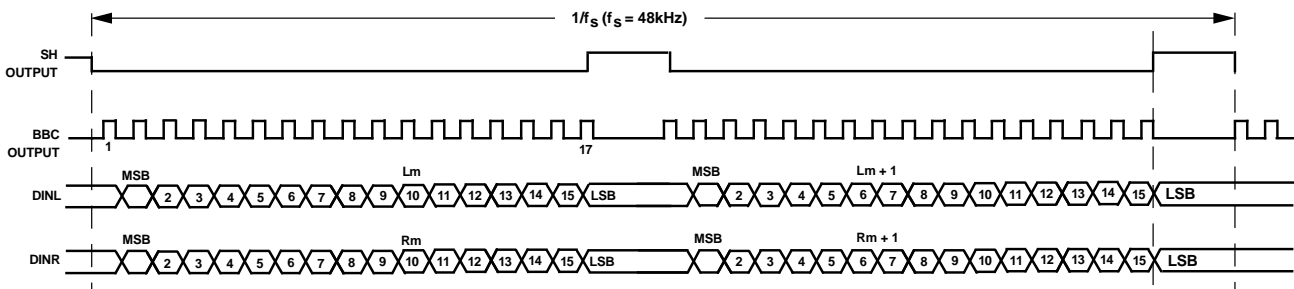 1/fS (fS = 48kHz)
SH
OUTPUT
BBC
OUTPUT
1
17
MSB
Lm
MSB
Lm + 1
DINL
2 3 4 5 6 7 8 9 10 11 12 13 14 15 LSB 2 3 4 5 6 7 8 9 10 11 12 13 14 15 LSB
MSB
Rm
MSB
Rm + 1
DINR
2 3 4 5 6 7 8 9 10 11 12 13 14 15 LSB 2 3 4 5 6 7 8 9 10 11 12 13 14 15 LSB